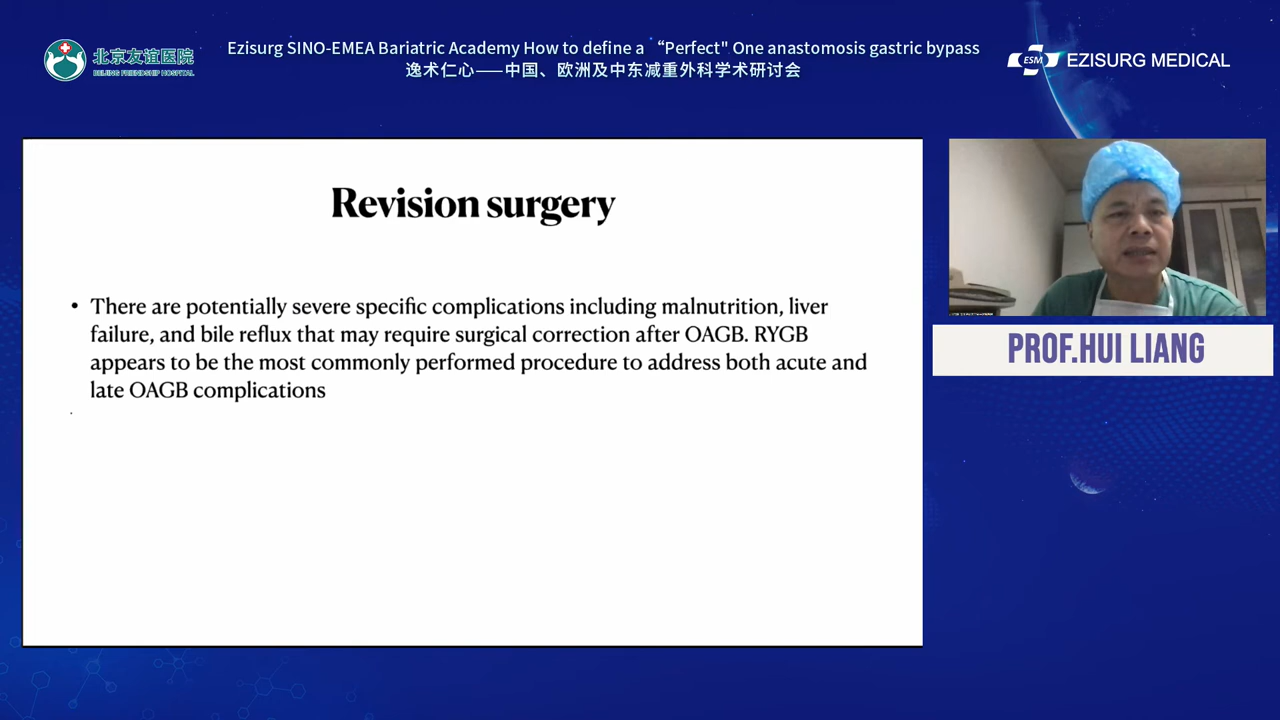 北京友谊医院
BEIJING FRIENDSHIP HOSPITAL
Ezisurg SINO-EMEA Bariatric Academy How to define a “Perfect" One anastomosis gastric bypass
逸术仁心——中国、欧洲及中东减重外科学术研讨会
ESM
EZISURG MEDICAL
Revision surgery
• There are potentially severe specific complications including malnutrition, liver
failure, and bile reflux that may require surgical correction after OAGB. RYGB
appears to be the most commonly performed procedure to address both acute and
late OAGB complications
PROF.HUI LIANG